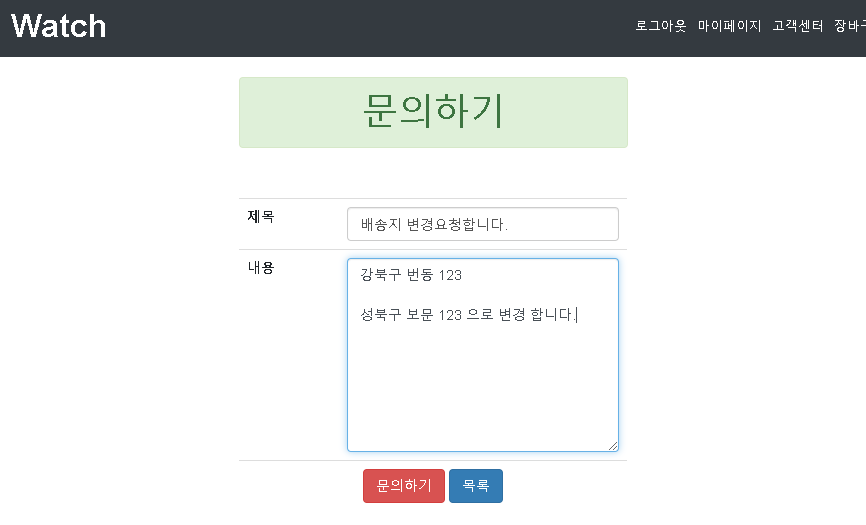 Watch
로그아웃 마이페이지 고객센터 장바
문의하기
제목
배송지 변경요청합니다.
내용
강북구 번동 123
성북구 보문 123 으로 변경 합니다.
문의하기 목록